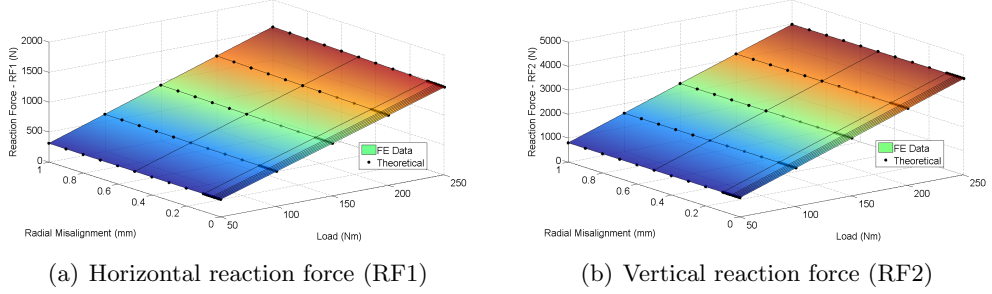 2000
1500
1000
500
0
Reaction Force - RF1 (N)
1
0.8
0.6
0.4
0.2
0
Radial Misalignment (mm)
50
100
150
200
250
Load (Nm)
FE Data
Theoretical
(a) Horizontal reaction force (RF1)
5000
4000
3000
2000
1000
0
Reaction Force - RF2 (N)
1
0.8
0.6
0.4
0.2
0
Radial Misalignment (mm)
50
100
150
200
250
Load (Nm)
FE Data
Theoretical
(b) Vertical reaction force (RF2)